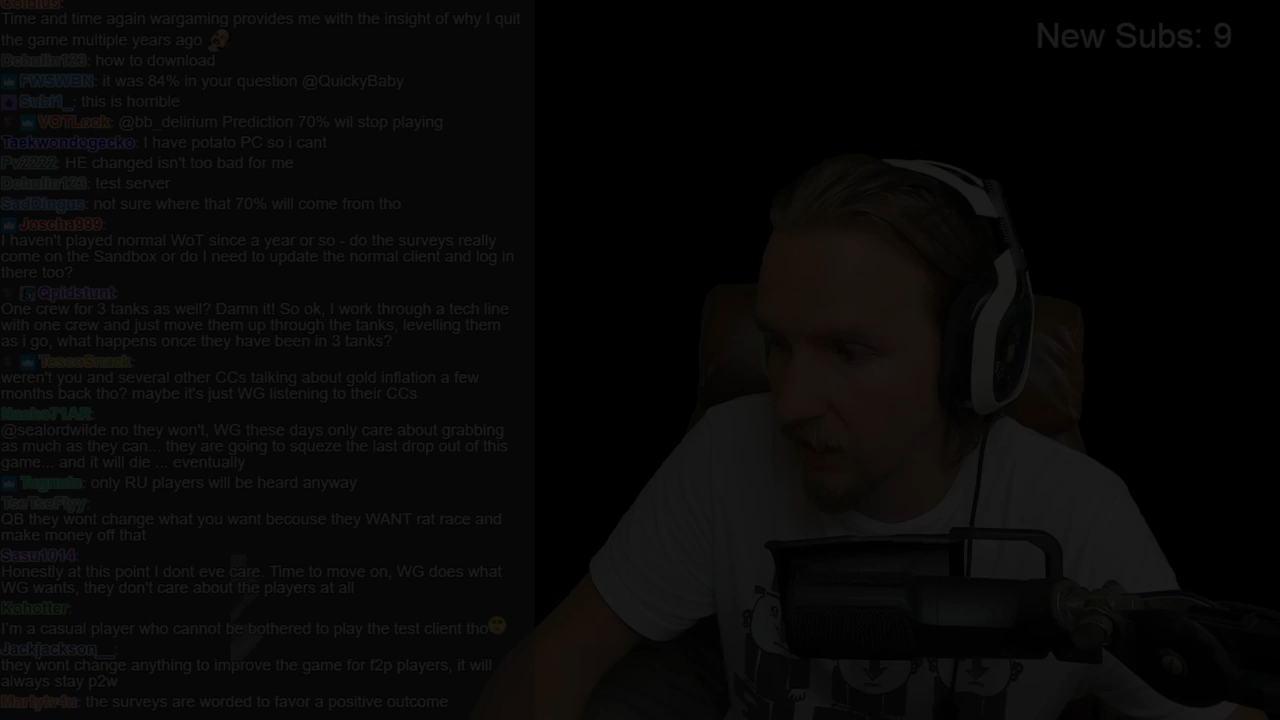 Time and time again wargaming provides me with the insight of why I quit
the game multiple years ago
New Subs: 9
: how to download
FWSWBN: it was 84% in your question @QuickyBaby
Subi1_: this is horrible
VOTLook: @bb_delirium Prediction 70% wil stop playing
Taekwondogecko: I have potato PC so i cant
Pv2222: HE changed isn't too bad for me
: test server
SadDingus: not sure where that 70% will come from tho
Joscha999:
I haven't played normal WoT since a year or so - do the surveys really
come on the Sandbox or do I need to update the normal client and log in
there too?
Qpidstunt:
One crew for 3 tanks as well? Damn it! So ok, I work through a tech line
with one crew and just move them up through the tanks, levelling them
as i go, what happens once they have been in 3 tanks?
TescoSmack:
weren't you and several other CCs talking about gold inflation a few
months back tho? maybe it's just WG listening to their CCs
@sealordwilde no they won't, WG these days only care about grabbing
as much as they can... they are going to squeze the last drop out of this
game... and it will die ... eventually
: only RU players will be heard anyway
TseTseFlyy:
QB they wont change what you want becouse they WANT rat race and
make money off that
Sasu1014:
Honestly at this point I dont eve care. Time to move on, WG does what
WG wants, they don't care about the players at all
Kohotter:
I'm a casual player who cannot be bothered to play the test client tho
Jackjackson__:
they wont change anything to improve the game for f2p players, it will
always stay p2w
: the surveys are worded to favor a positive outcome